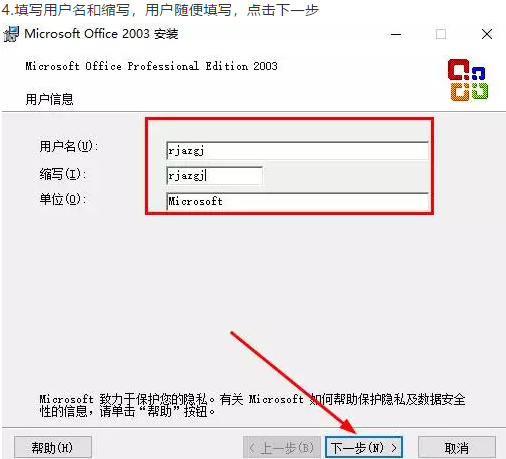 4.填写用户名和缩写，用户随便填写，点击下一步
Microsoft Office 2003 安装
Microsoft Office Professional Edition 2003
用户信息
用户名(U):
rjazgj
缩写(I):
rjazgj
单位(O):
Microsoft
Microsoft 致力于保护您的隐私。有关 Microsoft 如何帮助保护隐私及数据安全
性的信息，请单击“帮助”按钮。
帮助(H) < 上一步(B) 下一步(N) > 取消